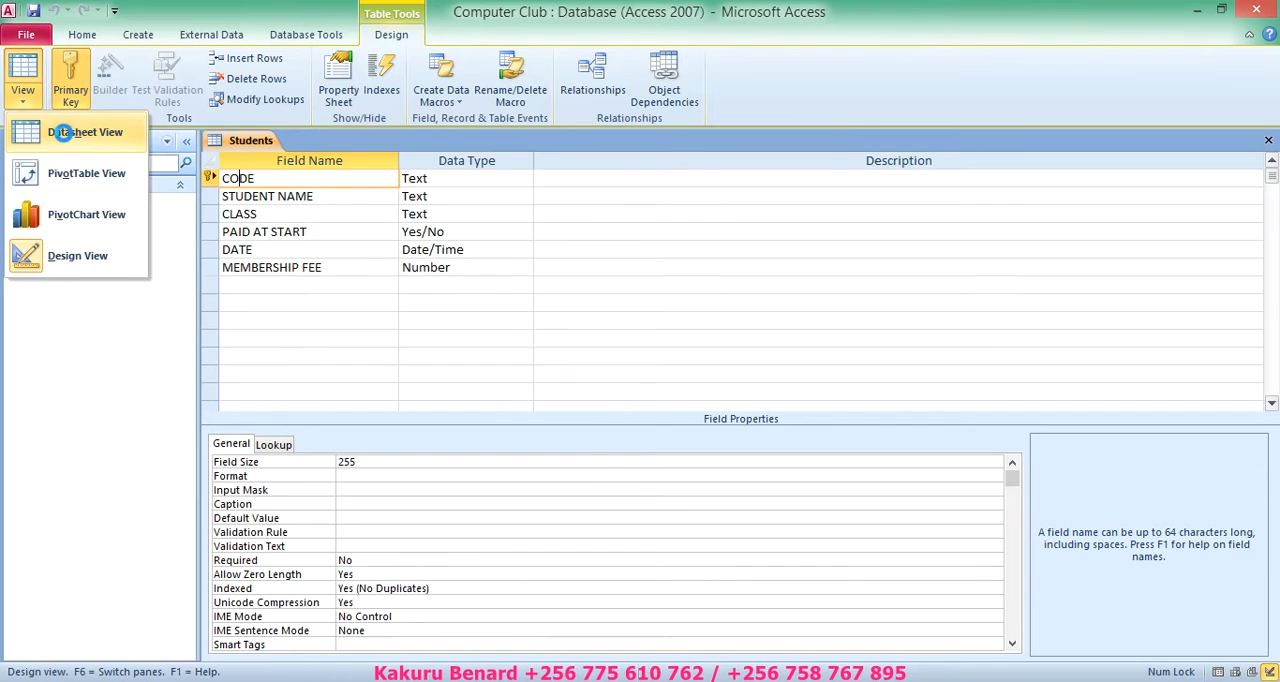 Computer Club : Database (Access 2007) - Microsoft Access
Table Tools
File Home Create External Data Database Tools Design
View
Primary Key
Builder
Test Validation Rules
Insert Rows
Delete Rows
Modify Lookups
Property Sheet
Indexes
Create Data Macros
Rename/Delete Macro
Relationships
Object Dependencies
Tools
Show/Hide
Field, Record & Table Events
Relationships
Datasheet View
PivotTable View
PivotChart View
Design View
Students
Field Name Data Type Description
CODE Text
STUDENT NAME Text
CLASS Text
PAID AT START Yes/No
DATE Date/Time
MEMBERSHIP FEE Number
Field Properties
General Lookup
Field Size 255
Format
Input Mask
Caption
Default Value
Validation Rule
Validation Text
Required No
Allow Zero Length Yes
Indexed Yes (No Duplicates)
Unicode Compression Yes
IME Mode No Control
IME Sentence Mode None
Smart Tags
A field name can be up to 64 characters long,
including spaces. Press F1 for help on field
names.
Design view. F6 = Switch panes. F1 = Help.
Kakuru Benard +256 775 610 762 / +256 758 767 895
Num Lock